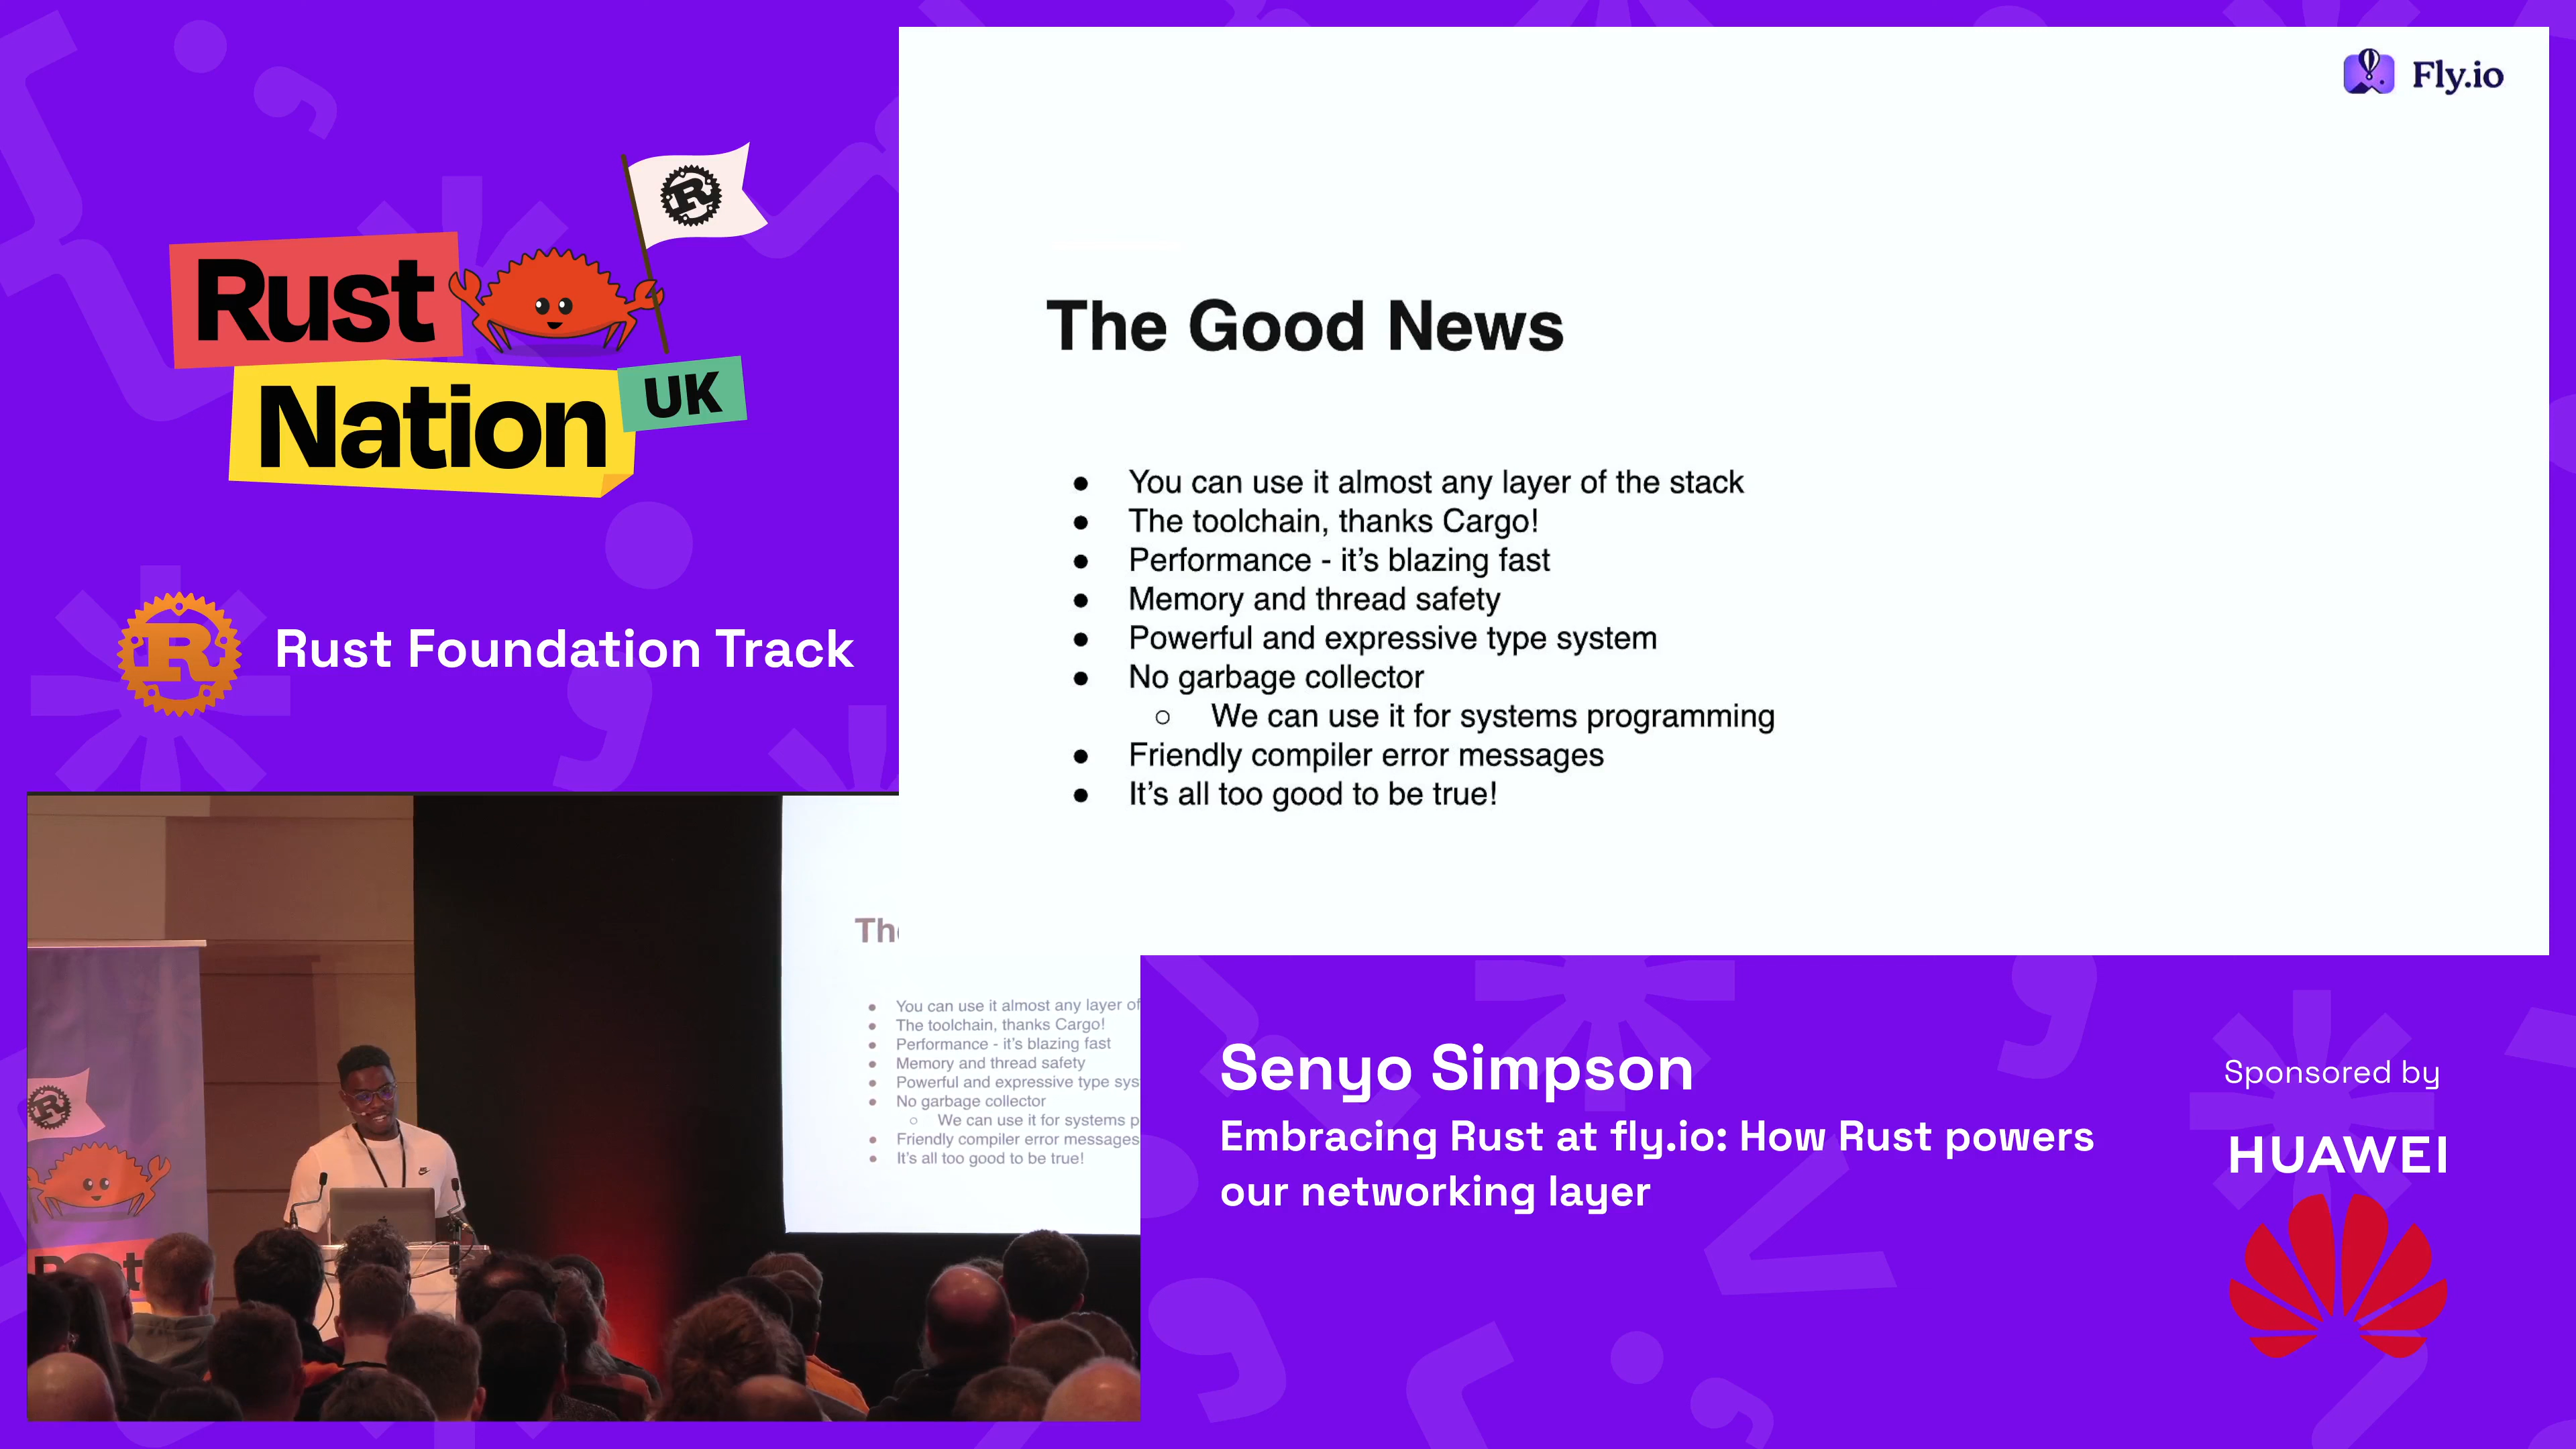 Rust
Nation
UK
Rust Foundation Track
Fly.io
The Good News
● You can use it almost any layer of the stack
● The toolchain, thanks Cargo!
● Performance - it's blazing fast
● Memory and thread safety
● Powerful and expressive type system
● No garbage collector
○ We can use it for systems programming
● Friendly compiler error messages
● It's all too good to be true!
Th
● You can use it almost any layer of
● The toolchain, thanks Cargo!
● Performance - it's blazing fast
● Memory and thread safety
● Powerful and expressive type sys
● No garbage collector
○ We can use it for systems p
● Friendly compiler error messages
● It's all too good to be true!
Senyo Simpson
Embracing Rust at fly.io: How Rust powers
our networking layer
Sponsored by
HUAWEI